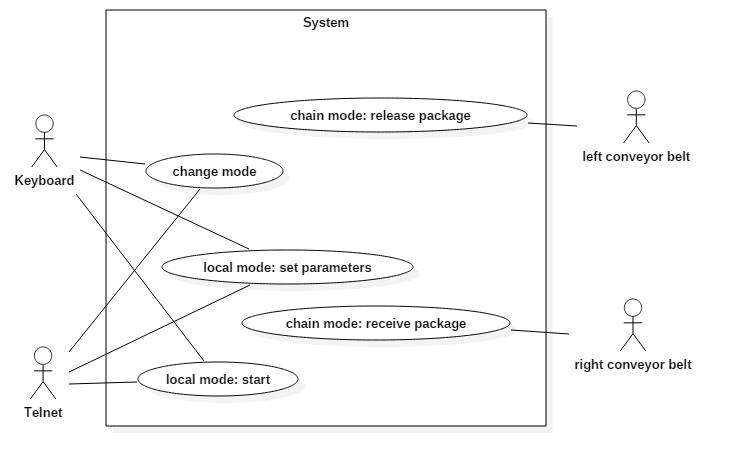 System
chain mode: release package
left conveyor belt
Keyboard
change mode
local mode: set parameters
chain mode: receive package
right conveyor belt
local mode: start
Telnet